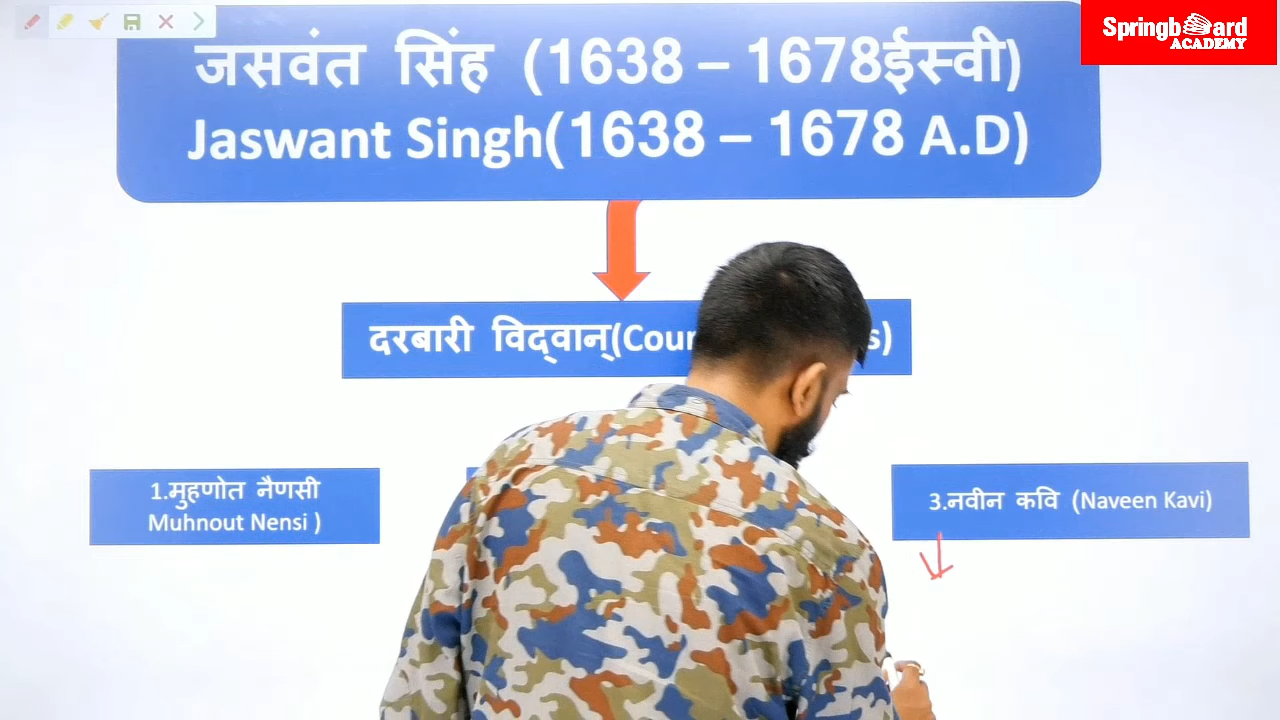 Springboard
ACADEMY
जसवंत सिंह (1638 – 1678ईस्वी)
Jaswant Singh(1638 – 1678 A.D)
दरबारी विद्वान्(
1.मुहणोत नैणसी
Muhnout Nensi )
3.नवीन कवि (Naveen Kavi)